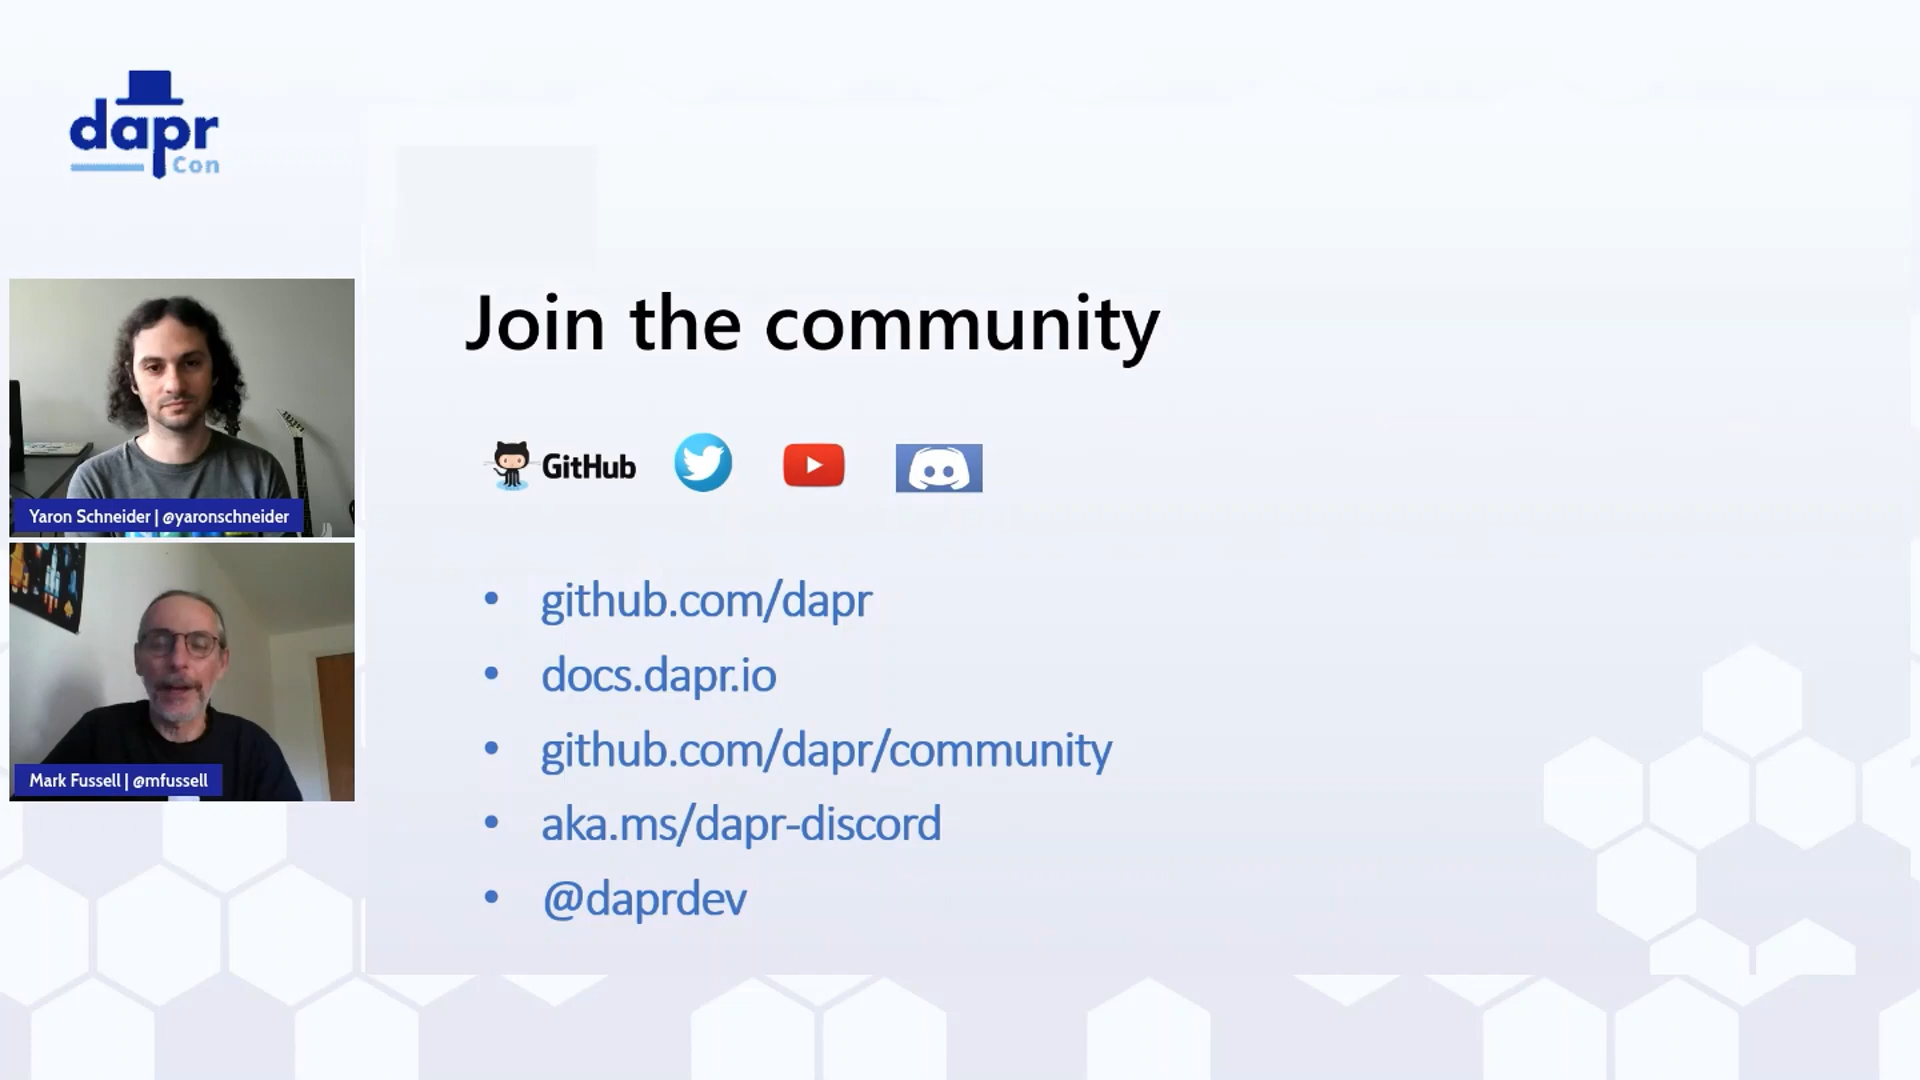 dapr
Con
Yaron Schneider | @yaronschneider
Mark Fussell | @mfussell
Join the community
GitHub
• github.com/dapr
• docs.dapr.io
• github.com/dapr/community
• aka.ms/dapr-discord
• @daprdev